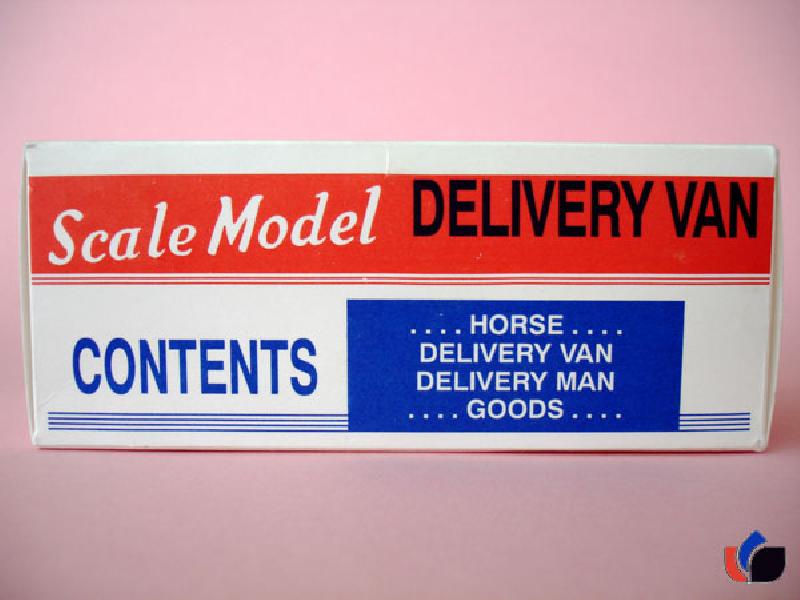 Scale Model DELIVERY VAN
CONTENTS
. . . . HORSE . . . .
DELIVERY VAN
DELIVERY MAN
. . . . GOODS . . . .